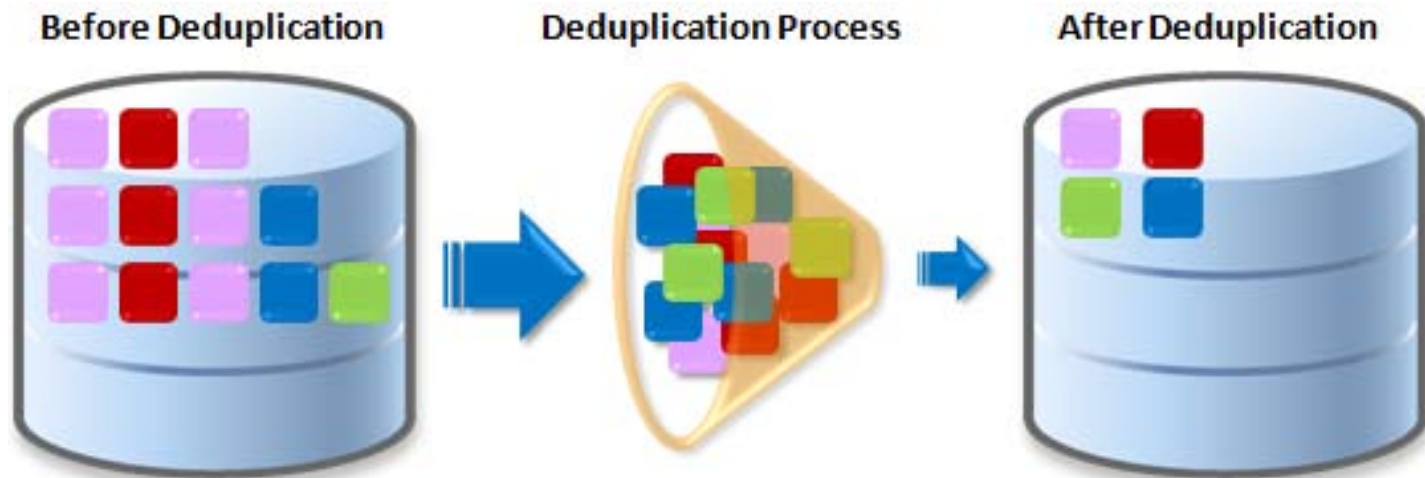 Before Deduplication
Deduplication Process
After Deduplication